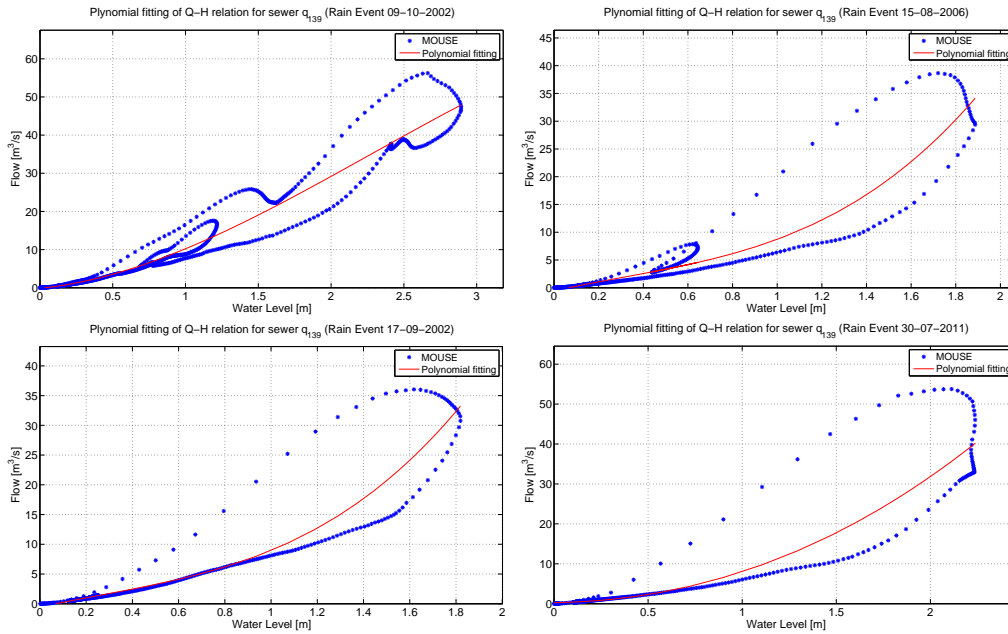 Plynomial fitting of Q−H relation for sewer q139 (Rain Event 09−10−2002)
MOUSE
Polynomial fitting
Flow [m3/s]
60
50
40
30
20
10
0
0 0.5 1 1.5 2 2.5 3
Water Level [m]
Plynomial fitting of Q−H relation for sewer q139 (Rain Event 15−08−2006)
MOUSE
Polynomial fitting
Flow [m3/s]
45
40
35
30
25
20
15
10
5
0
0 0.2 0.4 0.6 0.8 1 1.2 1.4 1.6 1.8 2
Water Level [m]
Plynomial fitting of Q−H relation for sewer q139 (Rain Event 17−09−2002)
MOUSE
Polynomial fitting
Flow [m3/s]
40
35
30
25
20
15
10
5
0
0 0.2 0.4 0.6 0.8 1 1.2 1.4 1.6 1.8 2
Water Level [m]
Plynomial fitting of Q−H relation for sewer q139 (Rain Event 30−07−2011)
MOUSE
Polynomial fitting
Flow [m3/s]
60
50
40
30
20
10
0
0 0.5 1 1.5 2
Water Level [m]